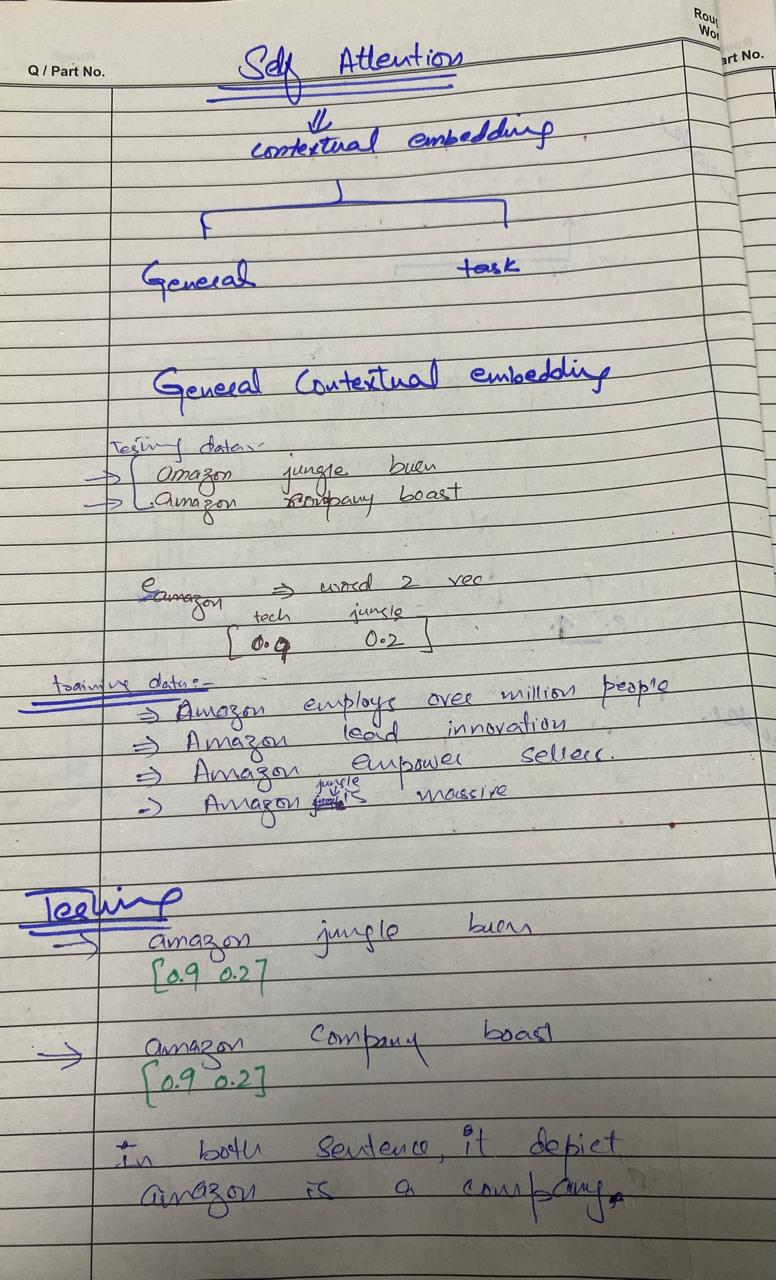 Rou
Wo
Q / Part No.
art No.
Self Attention
⇓
contextual embedding
General task
General Contextual embedding
Testing data:-
→ amazon jungle buen
→ amazon company boast
e amazon ⇒ word 2 vec
tech jungle
[0.9 0.2]
training data:-
⇒ Amazon employs over million people
⇒ Amazon lead innovation
⇒ Amazon empower sellers.
jungle
→ Amazon is massive
Testing
→ amazon jungle buen
[0.9 0.2]
→ amazon Company boast
[0.9 0.2]
in both sentence, it depict
amazon is a company.